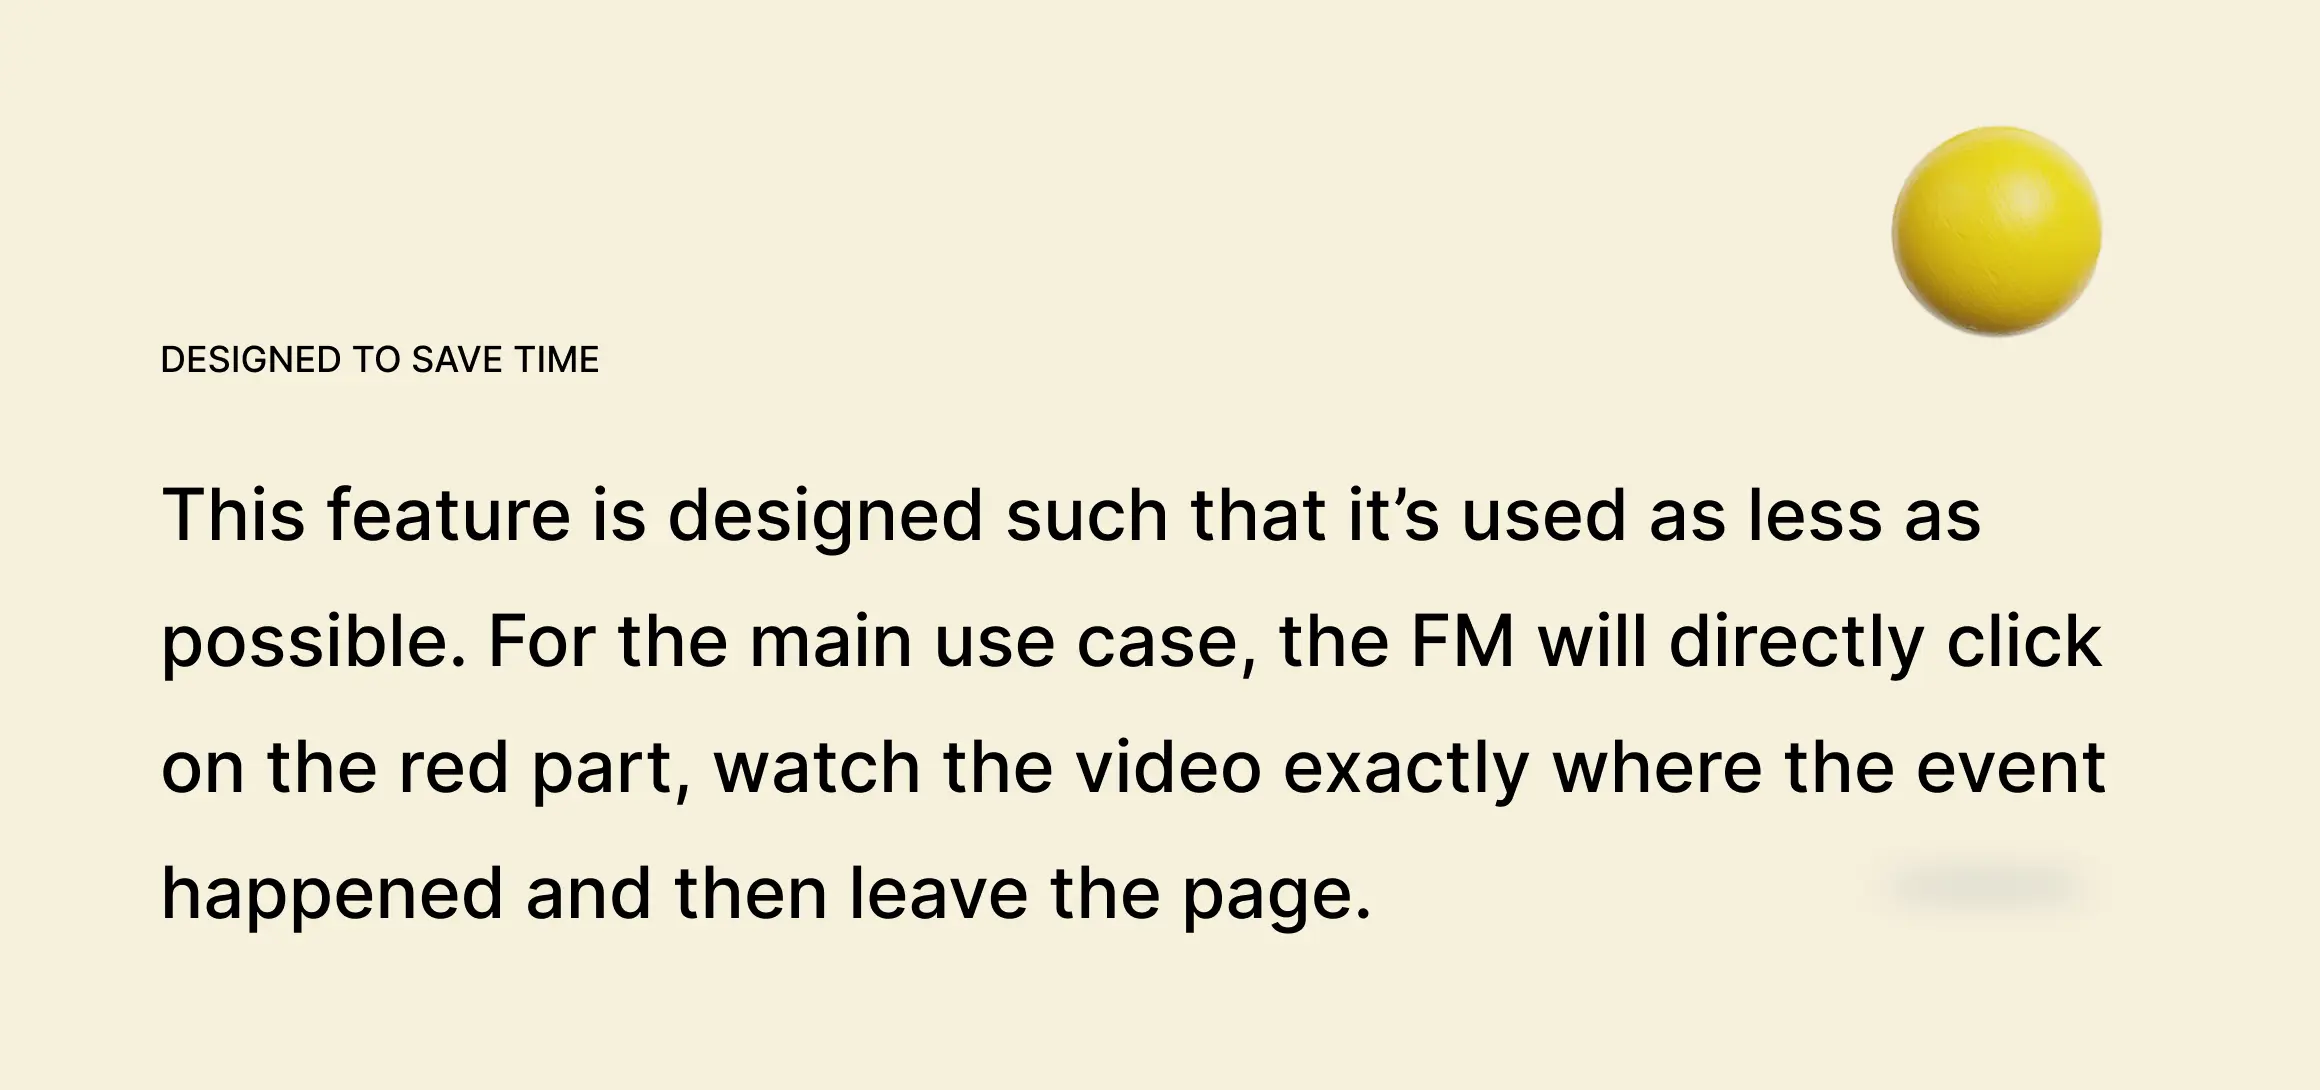 DESIGNED TO SAVE TIME
This feature is designed such that it’s used as less as
possible. For the main use case, the FM will directly click
on the red part, watch the video exactly where the event
happened and then leave the page.